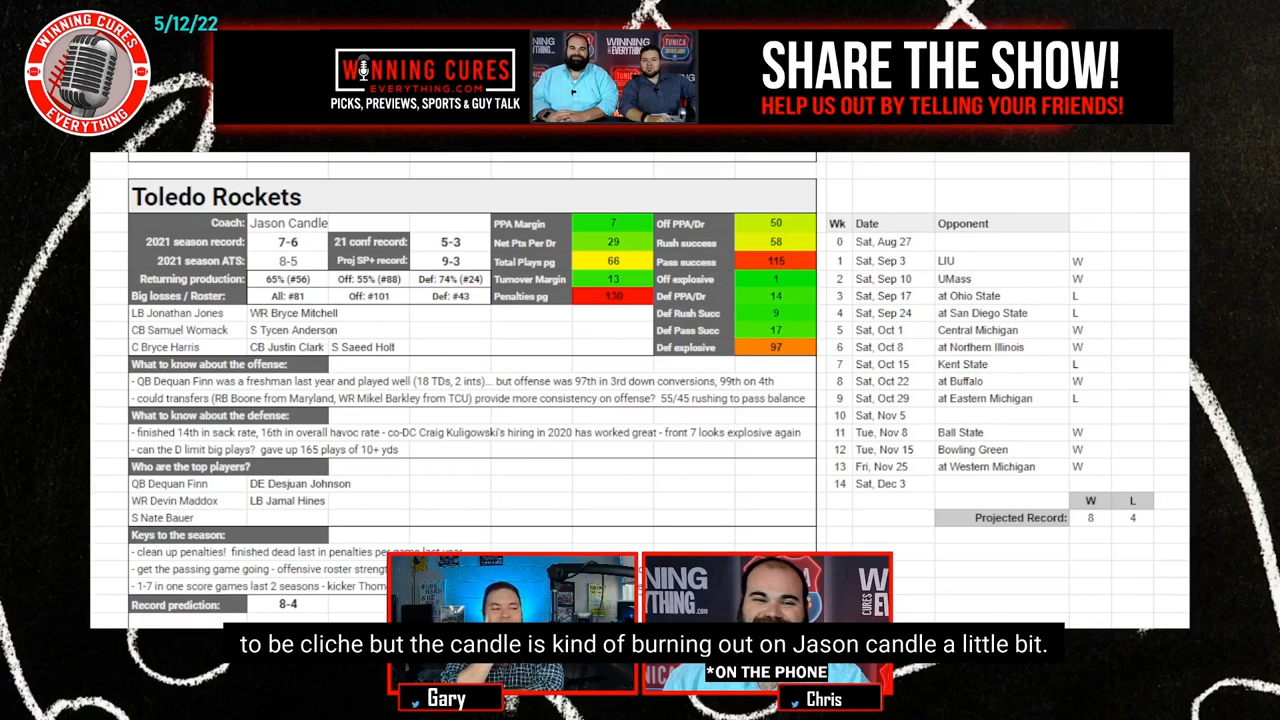 WINNING CURES
EVERYTHING
5/12/22
WINNING CURES
EVERYTHING.COM
PICKS, PREVIEWS, SPORTS & GUY TALK
WINNING
TUNICA
SHARE THE SHOW!
HELP US OUT BY TELLING YOUR FRIENDS!
Toledo Rockets
Coach: Jason Candle PPA Margin 7 Off PPA/Dr 50
2021 season record: 7-6 21 conf record: 5-3 Net Pts Per Dr 29 Rush success 58
2021 season ATS: 8-5 Proj SP+ record: 9-3 Total Plays pg 66 Pass success 115
Returning production: 65% (#56) Off: 55% (#88) Def: 74% (#24) Turnover Margin 13 Off explosive 1
Big losses / Roster: All: #81 Off: #101 Def: #43 Penalties pg 130 Def PPA/Dr 14
LB Jonathan Jones WR Bryce Mitchell Def Rush Succ 9
CB Samuel Womack S Tycen Anderson Def Pass Succ 17
C Bryce Harris CB Justin Clark S Saeed Holt Def explosive 97
What to know about the offense:
- QB Dequan Finn was a freshman last year and played well (18 TDs, 2 ints)... but offense was 97th in 3rd down conversions, 99th on 4th
- could transfers (RB Boone from Maryland, WR Mikel Barkley from TCU) provide more consistency on offense? 55/45 rushing to pass balance
What to know about the defense:
- finished 14th in sack rate, 16th in overall havoc rate - co-DC Craig Kuligowski's hiring in 2020 has worked great - front 7 looks explosive again
- can the D limit big plays? gave up 165 plays of 10+ yds
Who are the top players?
QB Dequan Finn DE Desjuan Johnson
WR Devin Maddox LB Jamal Hines
S Nate Bauer
Keys to the season:
- clean up penalties! finished dead last in penalties per game last year
- get the passing game going - offensive roster strengt
- 1-7 in one score games last 2 seasons - kicker Thom
Record prediction: 8-4
Wk Date Opponent
0 Sat, Aug 27
1 Sat, Sep 3 LIU W
2 Sat, Sep 10 UMass W
3 Sat, Sep 17 at Ohio State L
4 Sat, Sep 24 at San Diego State L
5 Sat, Oct 1 Central Michigan W
6 Sat, Oct 8 at Northern Illinois W
7 Sat, Oct 15 Kent State L
8 Sat, Oct 22 at Buffalo W
9 Sat, Oct 29 at Eastern Michigan L
10 Sat, Nov 5
11 Tue, Nov 8 Ball State W
12 Tue, Nov 15 Bowling Green W
13 Fri, Nov 25 at Western Michigan W
14 Sat, Dec 3
W L
Projected Record: 8 4
to be cliche but the candle is kind of burning out on Jason candle a little bit.
*ON THE PHONE
Gary
Chris